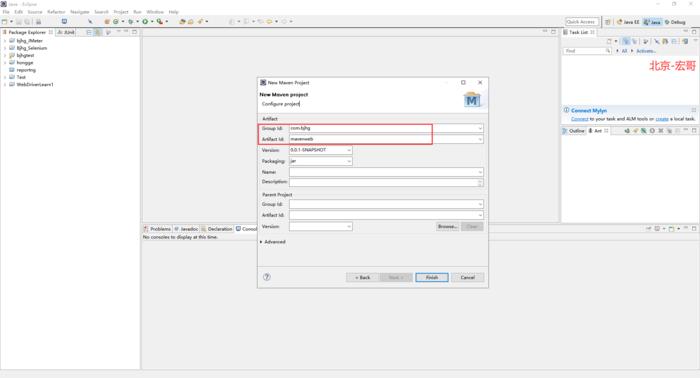 Java - Eclipse
File Edit Source Refactor Navigate Search Project Run Window Help
Quick Access
Java EE
Java
Debug
Package Explorer
JUnit
bjhg_JMeter
bjhg_Selenium
bjhgtest
hongge
reportng
Test
WebDriverLearn1
New Maven Project
New Maven project
Configure project
M
Artifact
Group Id: com.bjhg
Artifact Id: mavenweb
Version: 0.0.1-SNAPSHOT
Packaging: jar
Name:
Description:
Parent Project
Group Id:
Artifact Id:
Version:
Browse... Clear
Advanced
? < Back Next > Finish Cancel
Task List
Find All Activate...
北京-宏哥
Connect Mylyn
Connect to your task and ALM tools or create a local task.
Outline Ant
Problems Javadoc Declaration Console
No consoles to display at this time.